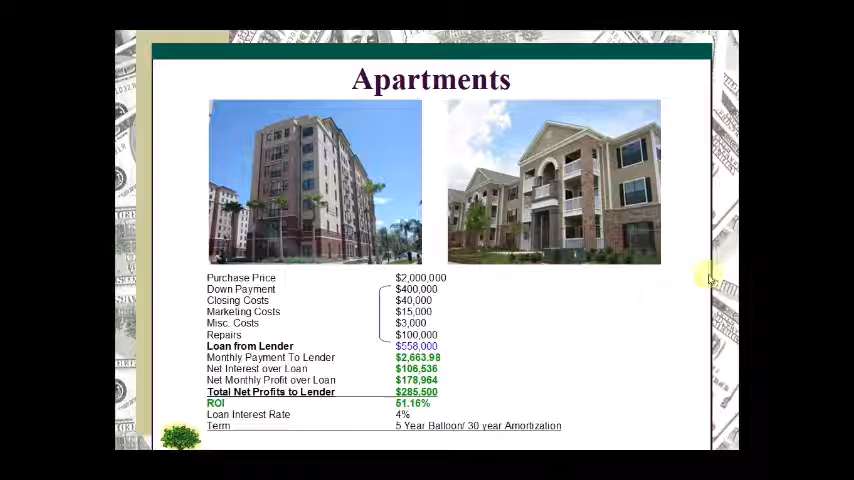 Apartments
Purchase Price $2,000,000
Down Payment $400,000
Closing Costs $40,000
Marketing Costs $15,000
Misc. Costs $3,000
Repairs $100,000
Loan from Lender $558,000
Monthly Payment To Lender $2,663.98
Net Interest over Loan $106,536
Net Monthly Profit over Loan $178,964
Total Net Profits to Lender $285,500
ROI 51.16%
Loan Interest Rate 4%
Term 5 Year Balloon/ 30 year Amortization